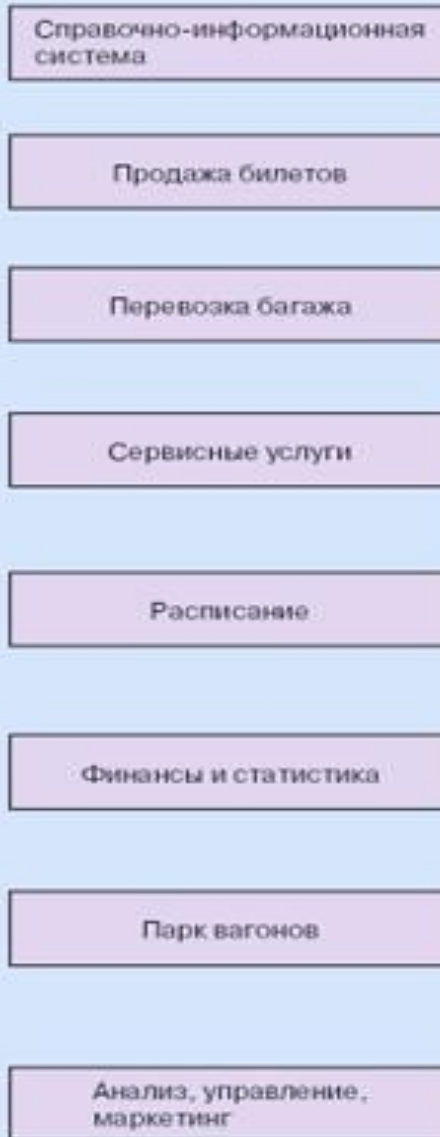 Справочно-информационная
система
Продажа билетов
Перевозка багажа
Сервисные услуги
Расписание
Финансы и статистика
Парк вагонов
Анализ, управление,
маркетинг